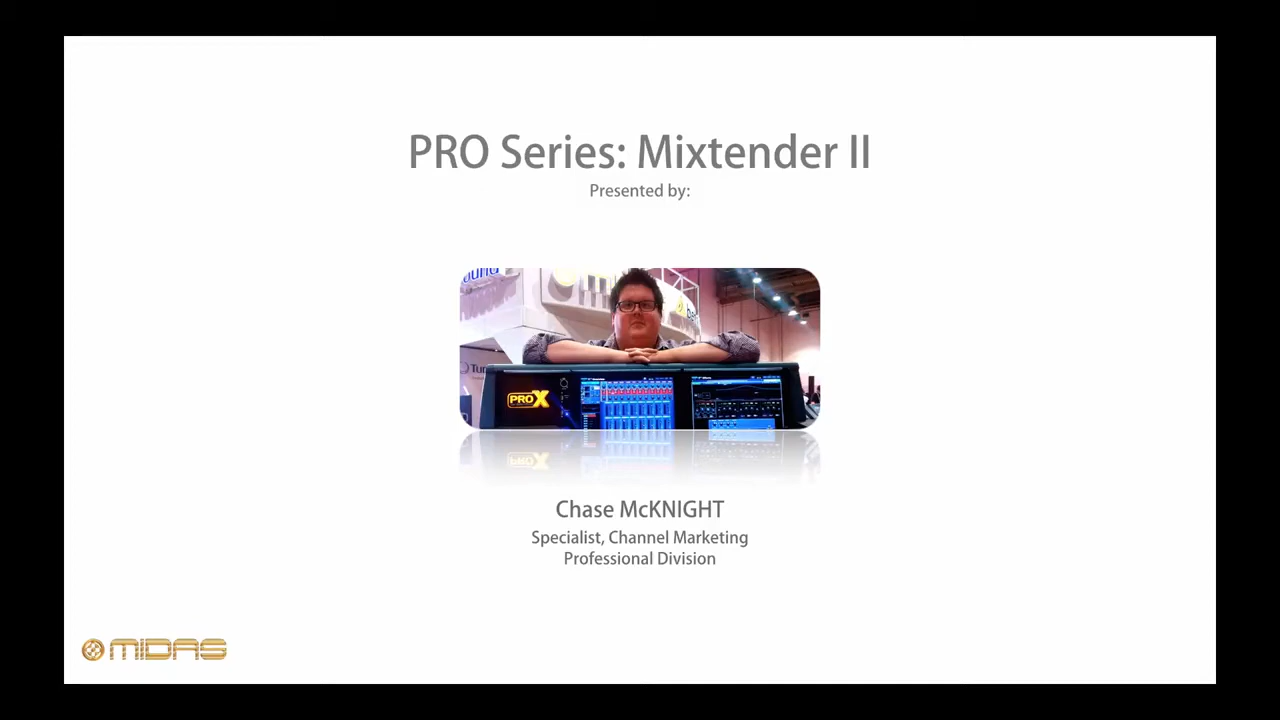 PRO Series: Mixtender II
Presented by:
PRO X
Chase McKNIGHT
Specialist, Channel Marketing
Professional Division
MIDAS